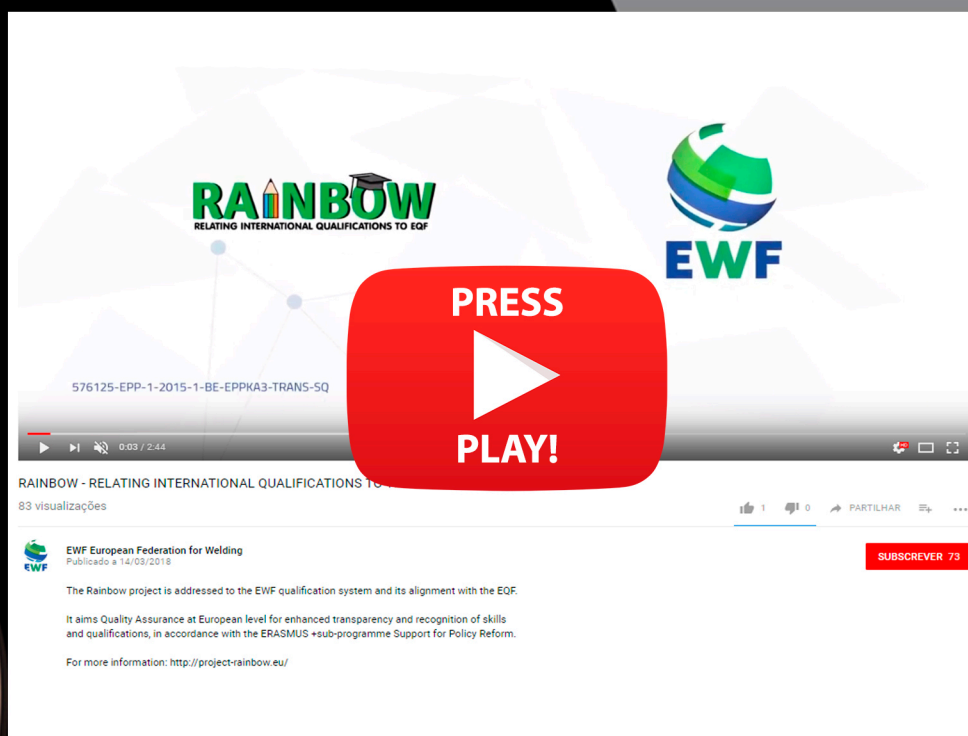 RAINBOW
RELATING INTERNATIONAL QUALIFICATIONS TO EQF
EWF
PRESS
PLAY!
576125-EPP-1-2015-1-BE-EPPKA3-TRANS-SQ
0:03 / 2:44
HD
RAINBOW - RELATING INTERNATIONAL QUALIFICATIONS TO
83 visualizações
1
0
PARTILHAR
EWF
EWF European Federation for Welding
Publicado a 14/03/2018
SUBSCREVER 73
The Rainbow project is addressed to the EWF qualification system and its alignment with the EQF.
It aims Quality Assurance at European level for enhanced transparency and recognition of skills
and qualifications, in accordance with the ERASMUS +sub-programme Support for Policy Reform.
For more information: http://project-rainbow.eu/